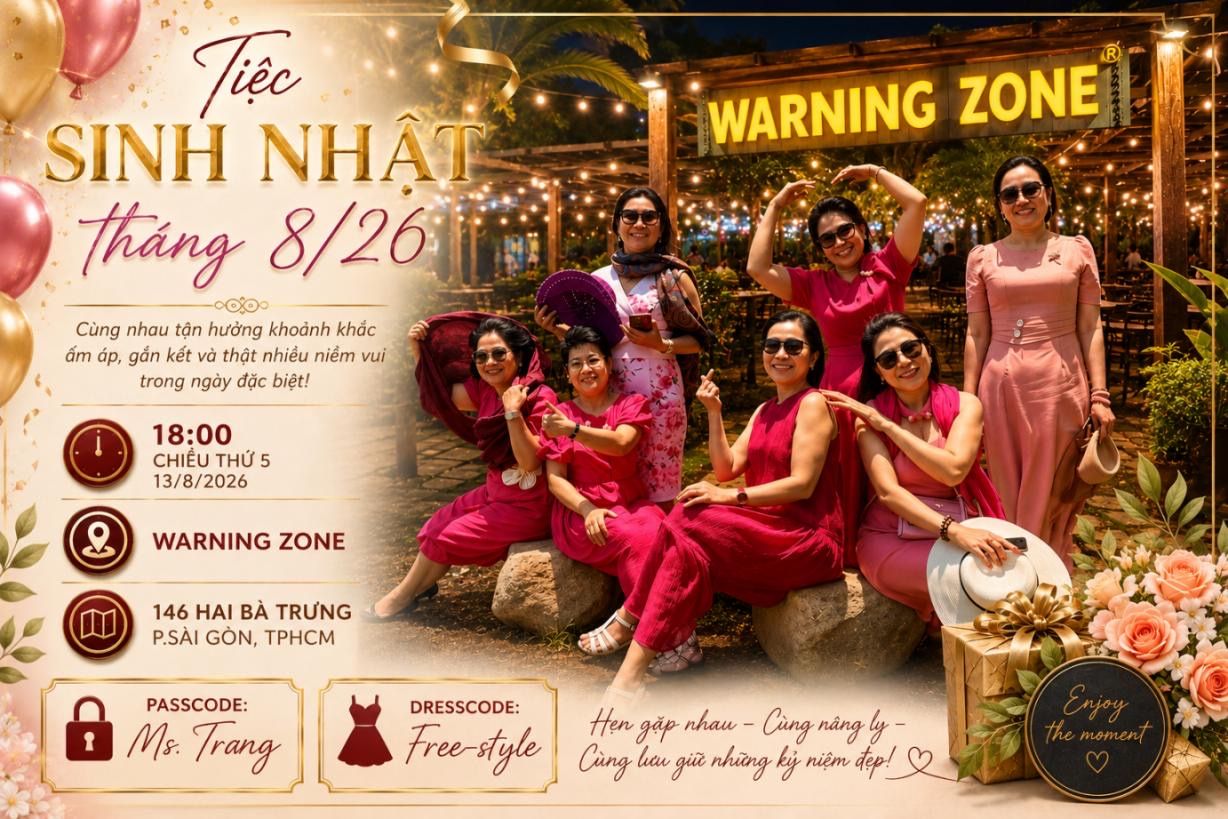 Tiệc
SINH NHẬT
tháng 8/26
Cùng nhau tận hưởng khoảnh khắc
ấm áp, gắn kết và thật nhiều niềm vui
trong ngày đặc biệt!
18:00
CHIỀU THỨ 5
13/8/2026
WARNING ZONE
146 HAI BÀ TRƯNG
P.SÀI GÒN, TPHCM
PASSCODE:
Ms. Trang
DRESSCODE:
Free-style
WARNING ZONE®
Hẹn gặp nhau – Cùng nâng ly –
Cùng lưu giữ những kỷ niệm đẹp!
Enjoy
the moment